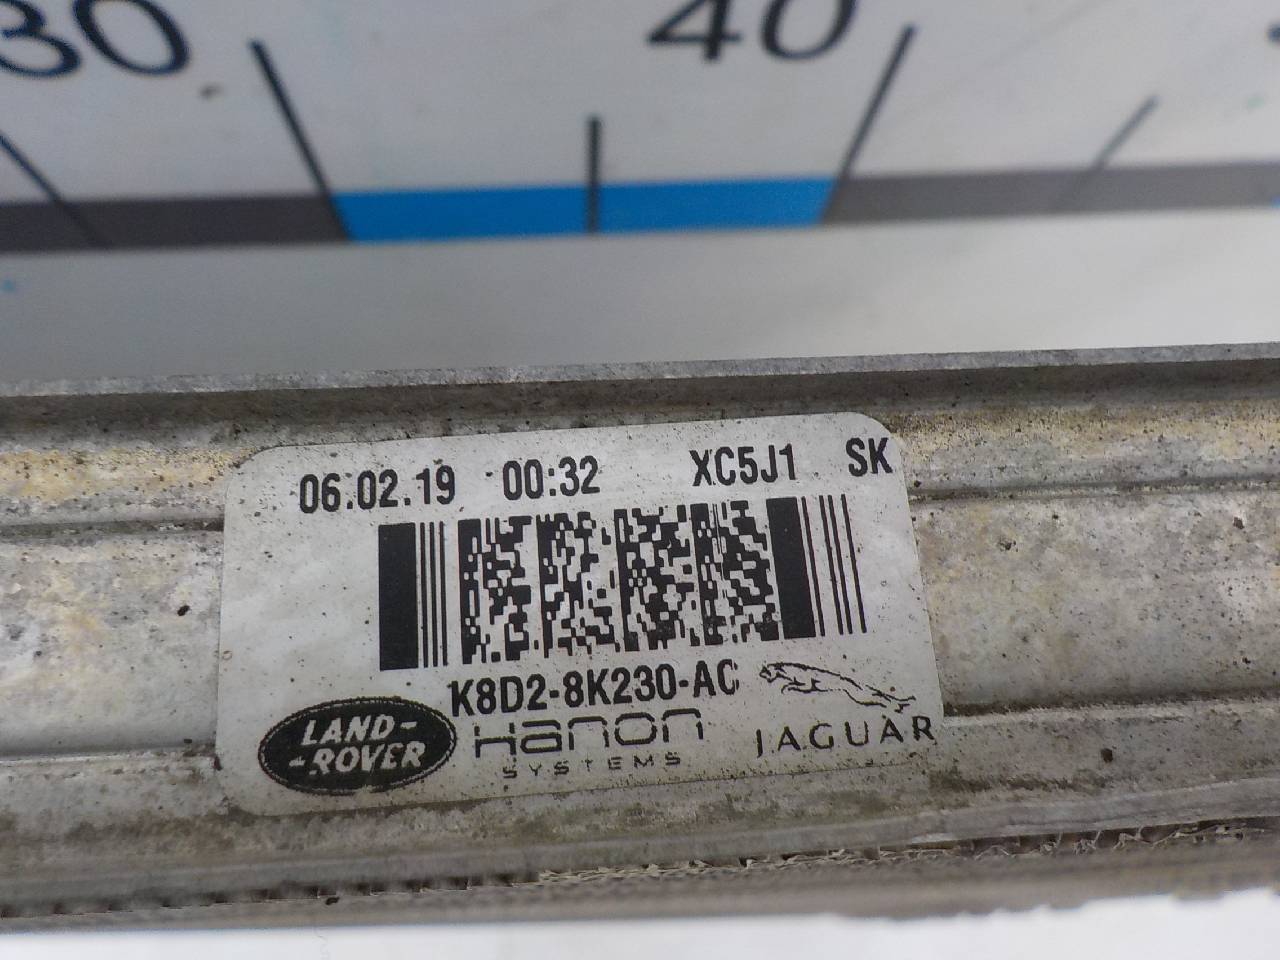 30 40
06.02.19 00:32 XC5J1 SK
K8D2-8K230-AC
LAND-
-ROVER
Hanon
SYSTEMS
JAGUAR